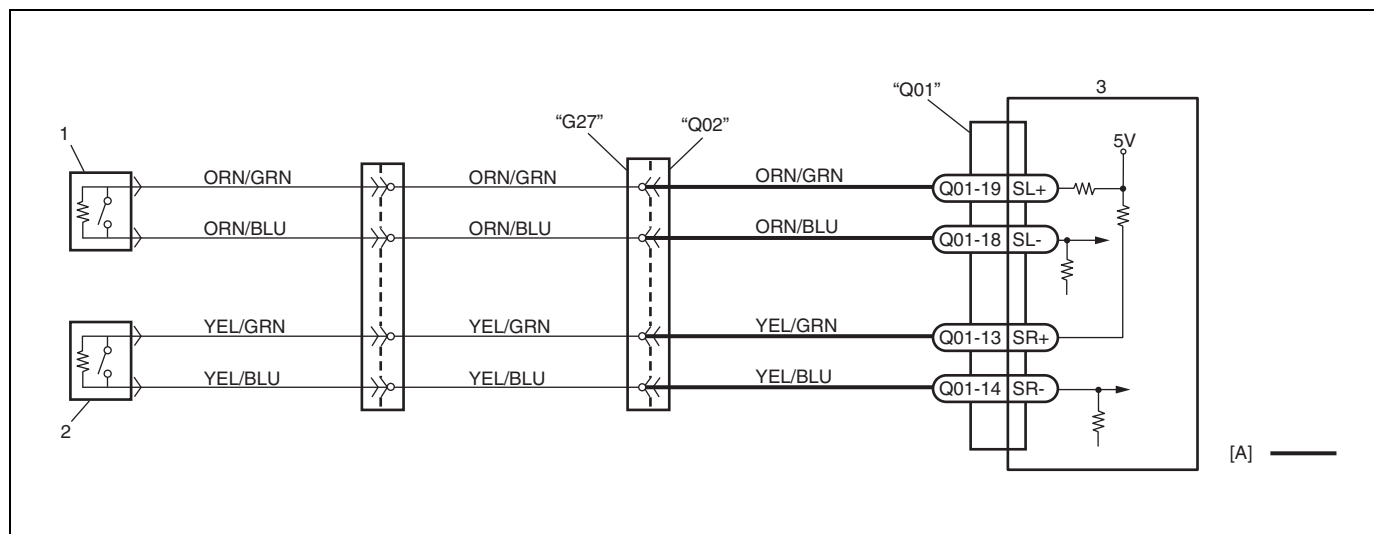 3
“Q01”
“G27”
“Q02”
1
5V
ORN/GRN ORN/GRN ORN/GRN Q01-19 SL+
ORN/BLU ORN/BLU ORN/BLU Q01-18 SL-
YEL/GRN YEL/GRN YEL/GRN Q01-13 SR+
YEL/BLU YEL/BLU YEL/BLU Q01-14 SR-
2
[A]